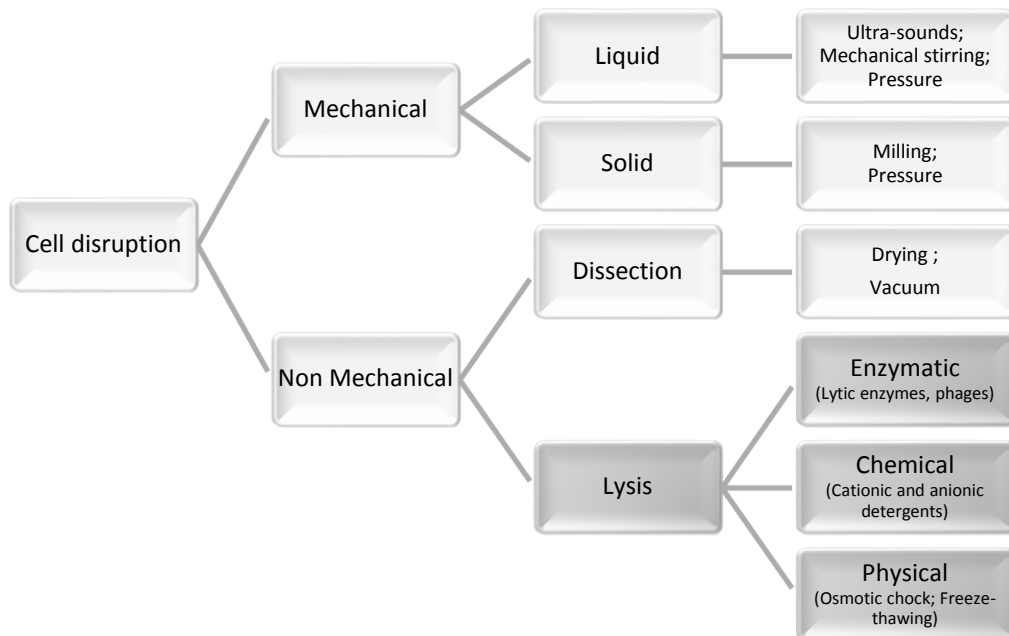 Cell disruption
Mechanical
Liquid
Ultra-sounds;
Mechanical stirring;
Pressure
Solid
Milling;
Pressure
Non Mechanical
Dissection
Drying ;
Vacuum
Lysis
Enzymatic
(Lytic enzymes, phages)
Chemical
(Cationic and anionic
detergents)
Physical
(Osmotic chock; Freeze-
thawing)